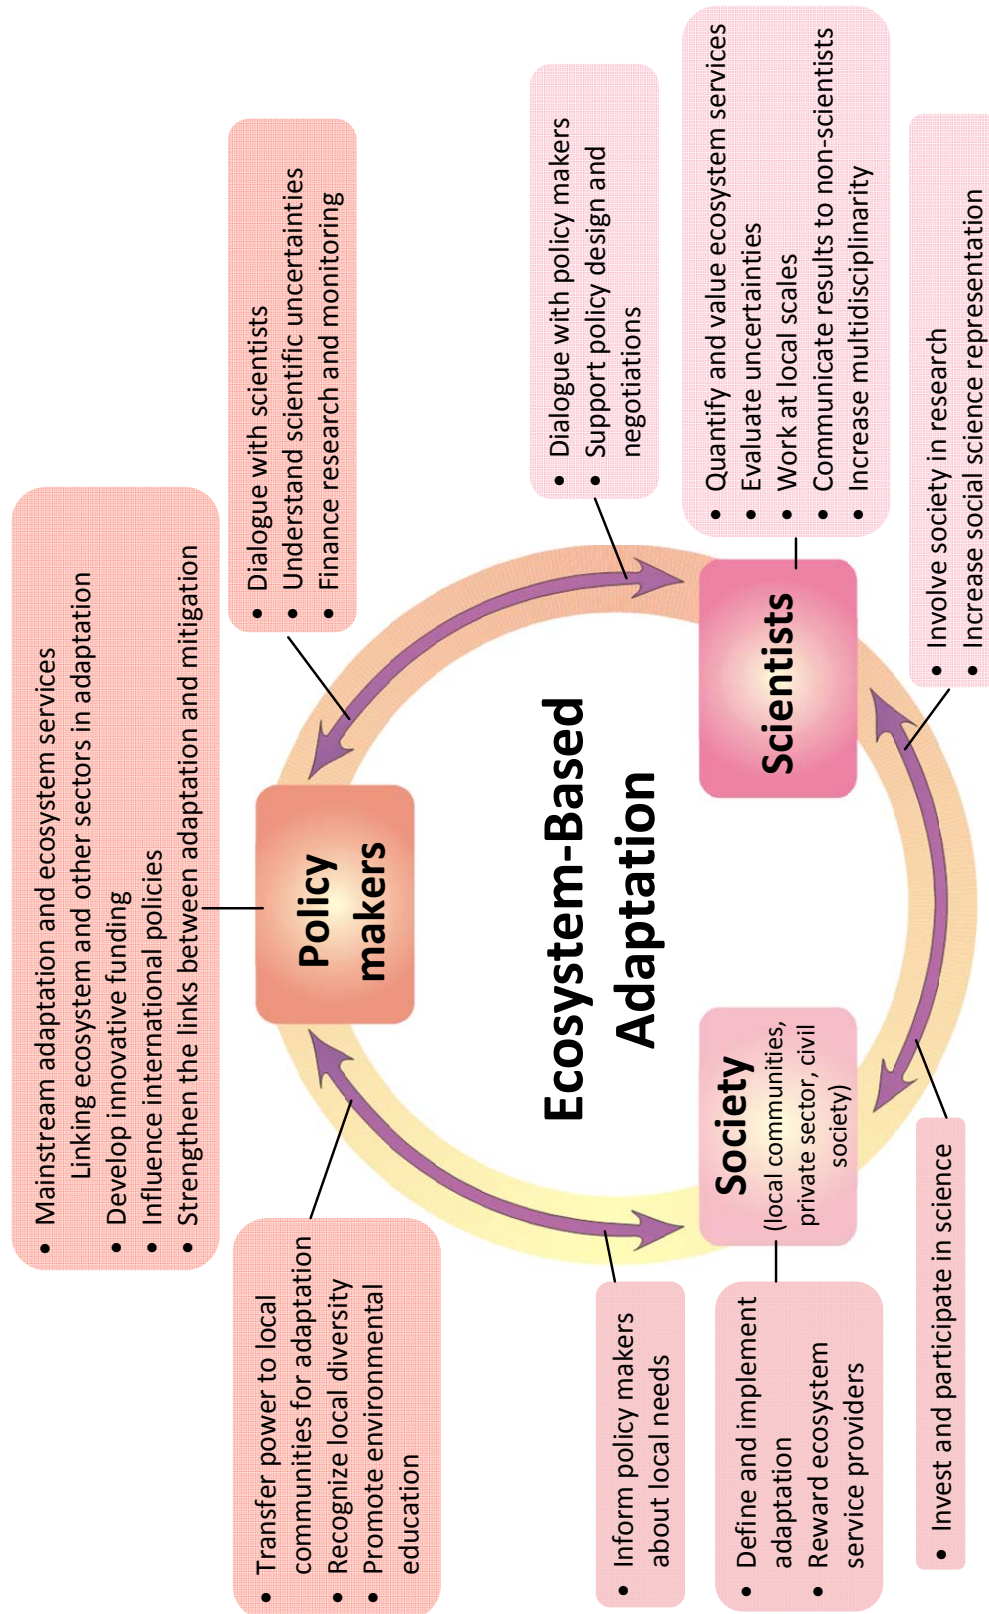 • Mainstream adaptation and ecosystem services
Linking ecosystem and other sectors in adaptation
• Develop innovative funding
• Influence international policies
• Strengthen the links between adaptation and mitigation
• Transfer power to local
communities for adaptation
• Recognize local diversity
• Promote environmental
education
Policy
makers
• Dialogue with scientists
• Understand scientific uncertainties
• Finance research and monitoring
Ecosystem-Based
Adaptation
• Inform policy makers
about local needs
• Dialogue with policy makers
• Support policy design and
negotiations
• Define and implement
adaptation
• Reward ecosystem
service providers
Society
(local communities,
private sector, civil
society)
Scientists
• Quantify and value ecosystem services
• Evaluate uncertainties
• Work at local scales
• Communicate results to non-scientists
• Increase multidisciplinarity
• Invest and participate in science
• Involve society in research
• Increase social science representation